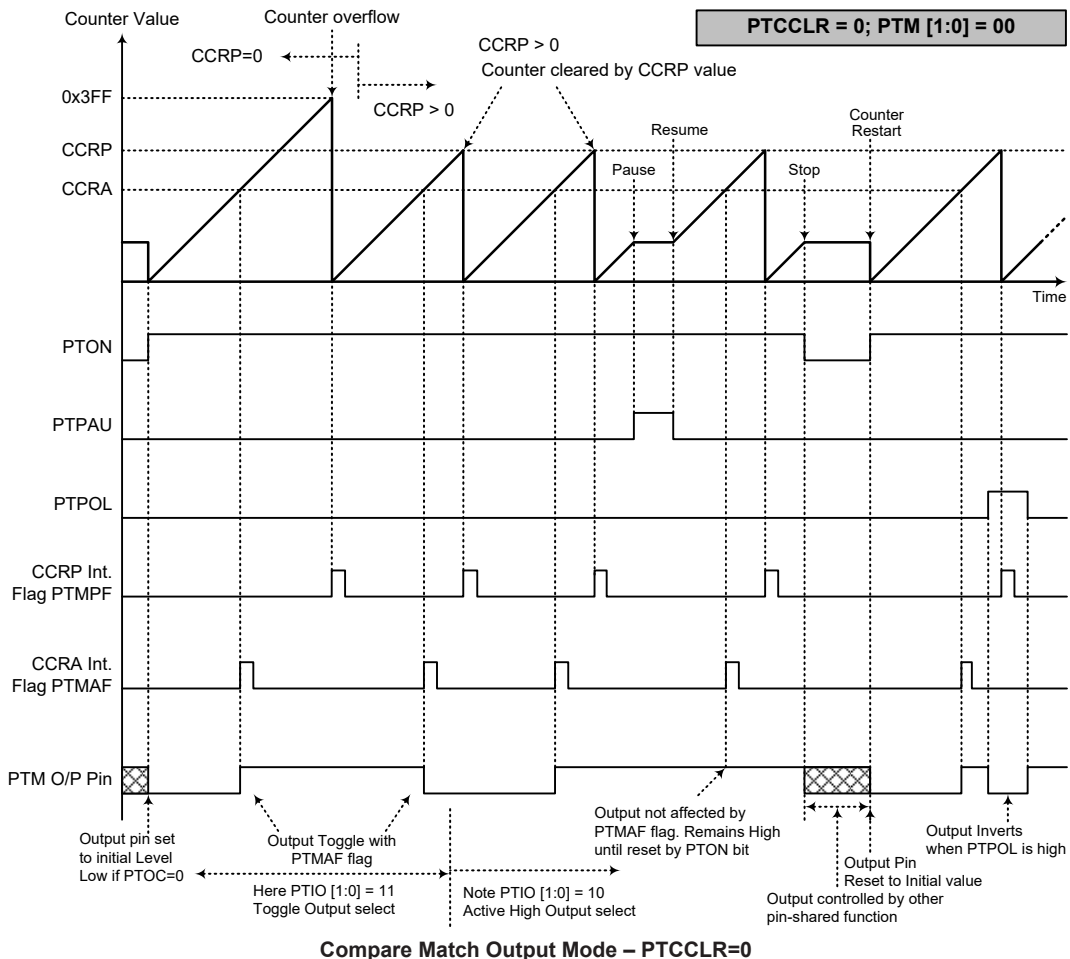 Counter Value
Counter overflow
PTCCLR = 0; PTM [1:0] = 00
CCRP=0
CCRP > 0
CCRP > 0
Counter cleared by CCRP value
0x3FF
CCRP
CCRA
Pause
Resume
Stop
Counter
Restart
Time
PTON
PTPAU
PTPOL
CCRP Int.
Flag PTMPF
CCRA Int.
Flag PTMAF
PTM O/P Pin
Output pin set
to initial Level
Low if PTOC=0
Output Toggle with
PTMAF flag
Here PTIO [1:0] = 11
Toggle Output select
Note PTIO [1:0] = 10
Active High Output select
Output not affected by
PTMAF flag. Remains High
until reset by PTON bit
Output Pin
Reset to Initial value
Output controlled by other
pin-shared function
Output Inverts
when PTPOL is high
Compare Match Output Mode – PTCCLR=0